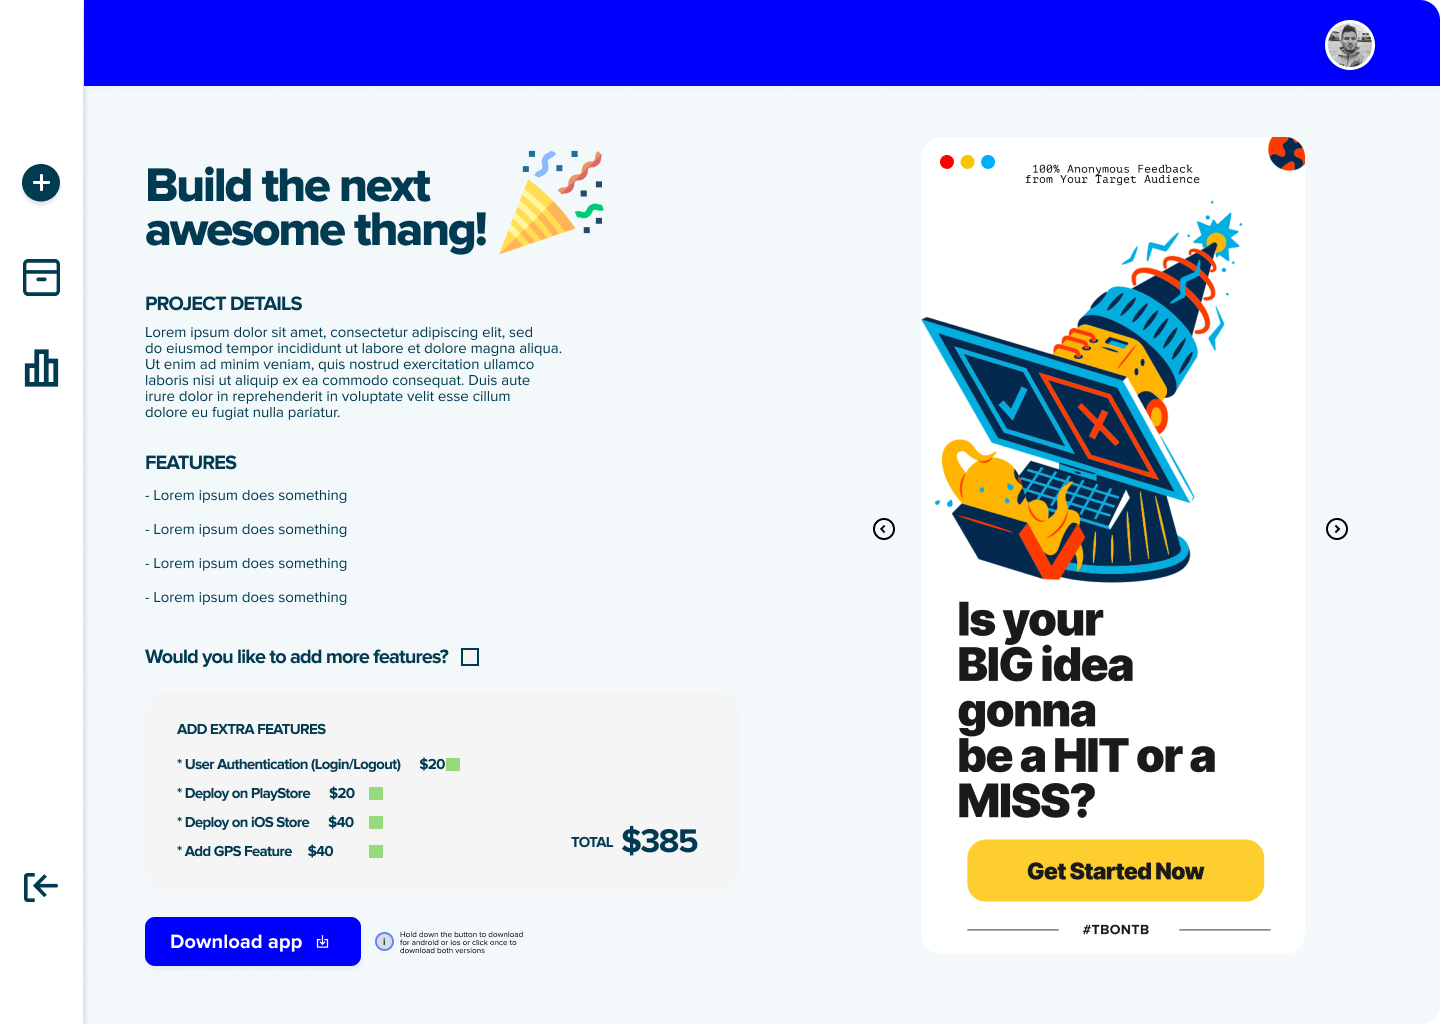 Build the next
awesome thang!
PROJECT DETAILS
Lorem ipsum dolor sit amet, consectetur adipiscing elit, sed
do eiusmod tempor incididunt ut labore et dolore magna aliqua.
Ut enim ad minim veniam, quis nostrud exercitation ullamco
laboris nisi ut aliquip ex ea commodo consequat. Duis aute
irure dolor in reprehenderit in voluptate velit esse cillum
dolore eu fugiat nulla pariatur.
FEATURES
- Lorem ipsum does something
- Lorem ipsum does something
- Lorem ipsum does something
- Lorem ipsum does something
Would you like to add more features?
ADD EXTRA FEATURES
* User Authentication (Login/Logout) $20
* Deploy on PlayStore $20
* Deploy on iOS Store $40
* Add GPS Feature $40
TOTAL $385
Download app
i
Hold down the button to download
for android or ios or click once to
download both versions
100% Anonymous Feedback
from Your Target Audience
Is your
BIG idea
gonna
be a HIT or a
MISS?
Get Started Now
#TBONTB